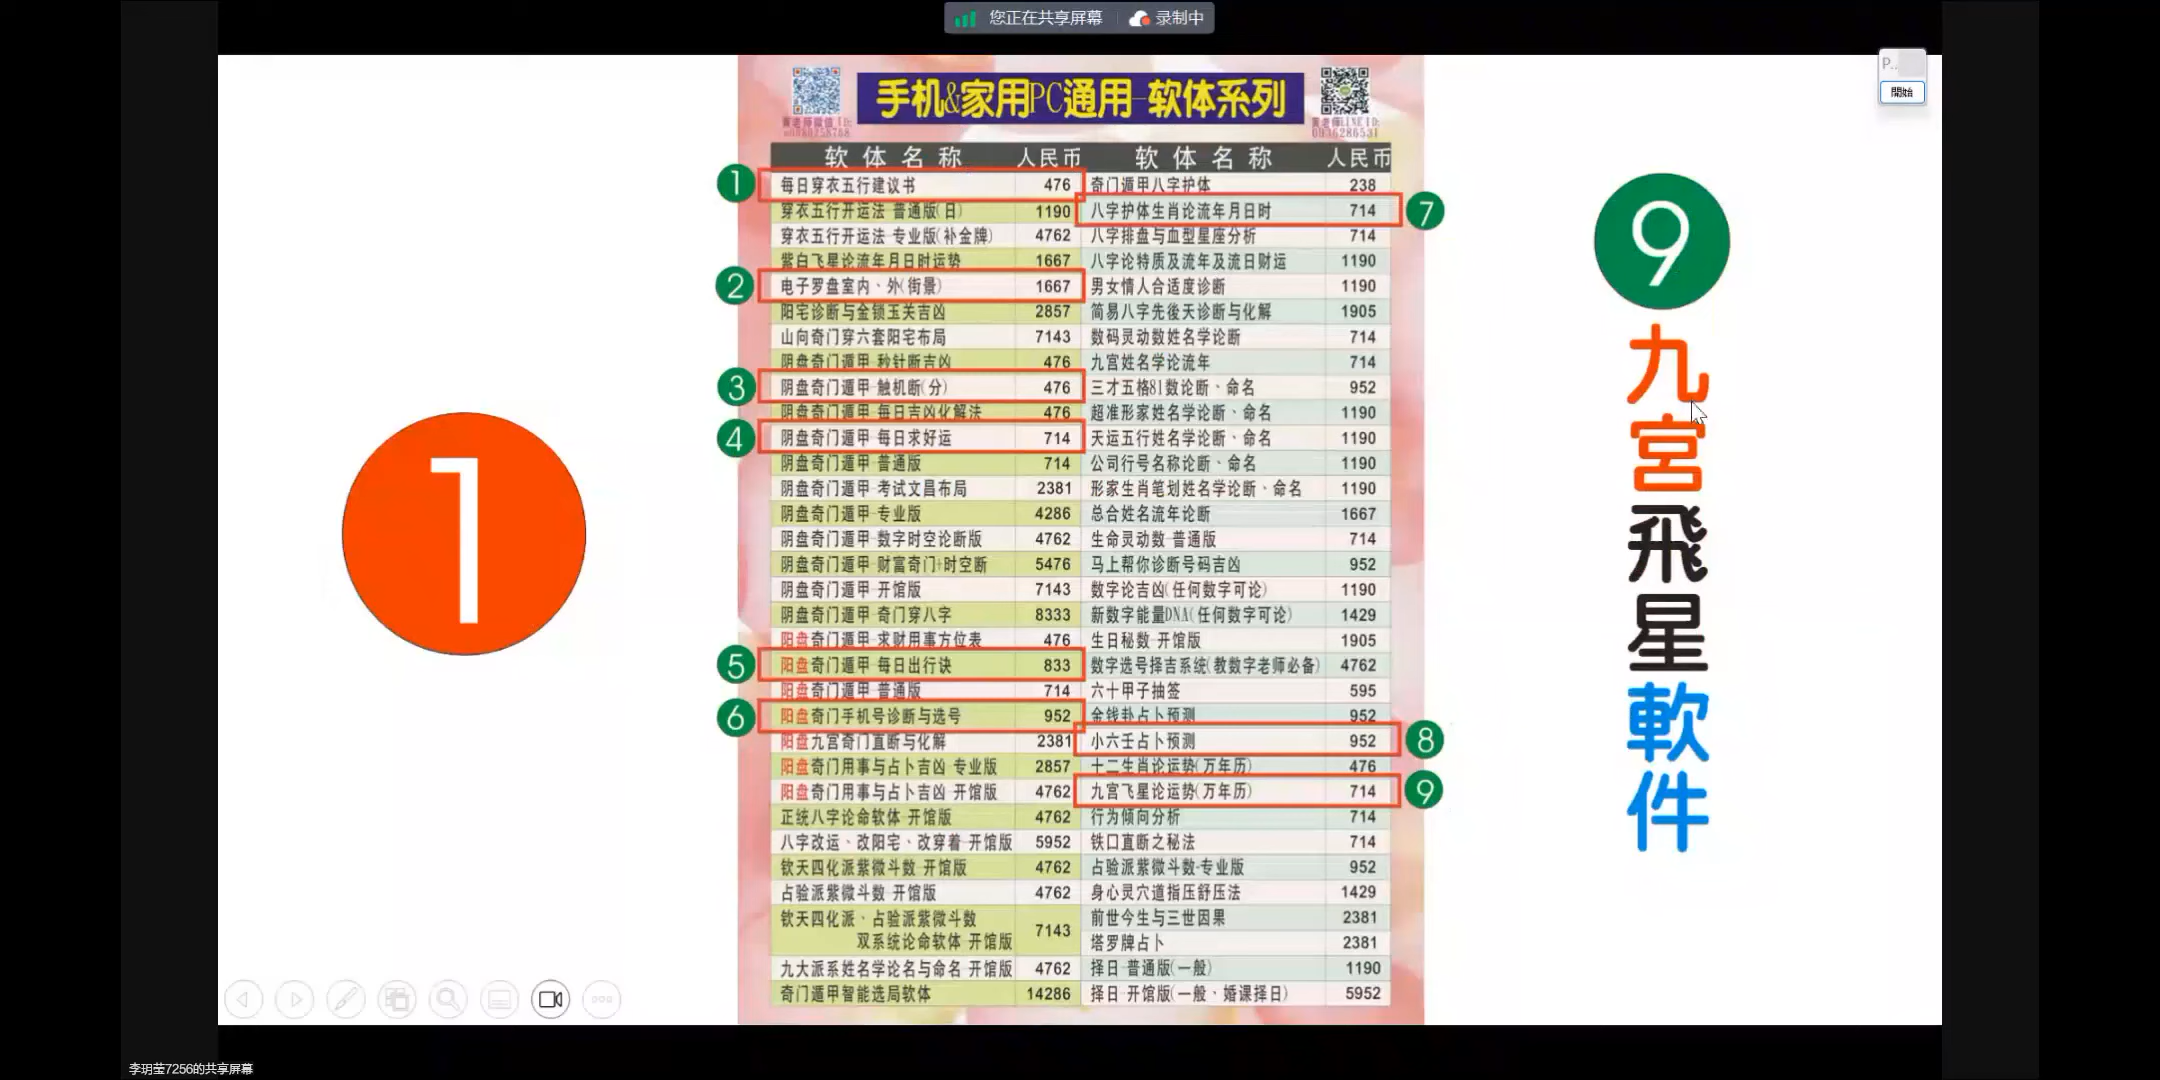 您正在共享屏幕 录制中
P..
開始
手机&家用PC通用-软体系列
软体名称 人民币 软体名称 人民币
① 每日穿衣五行建议书 476 奇门遁甲八字护体 238
穿衣五行开运法-普通版(日) 1190 八字护体生肖论流年月日时 714 ⑦
穿衣五行开运法-专业版(补金牌) 4762 八字排盘与血型星座分析 714
紫白飞星论流年月日时运势 1667 八字论特质及流年及流日财运 1190
② 电子罗盘室内、外(街景) 1667 男女情人合适度诊断 1190
阳宅诊断与金锁玉关吉凶 2857 简易八字先後天诊断与化解 1905
山向奇门穿六套阳宅布局 7143 数码灵动数姓名学论断 714
阴盘奇门遁甲-秒针断吉凶 476 九宫姓名学论流年 714
③ 阴盘奇门遁甲-触机断(分) 476 三才五格81数论断、命名 952
阴盘奇门遁甲-每日吉凶化解法 476 超准形家姓名学论断、命名 1190
④ 阴盘奇门遁甲-每日求好运 714 天运五行姓名学论断、命名 1190
阴盘奇门遁甲-普通版 714 公司行号名称论断、命名 1190
阴盘奇门遁甲-考试文昌布局 2381 形家生肖笔划姓名学论断、命名 1190
阴盘奇门遁甲-专业版 4286 总合姓名流年论断 1667
阴盘奇门遁甲-数字时空论断版 4762 生命灵动数-普通版 714
阴盘奇门遁甲-财富奇门+时空断 5476 马上帮你诊断号码吉凶 952
阴盘奇门遁甲-开馆版 7143 数字论吉凶(任何数字可论) 1190
阴盘奇门遁甲-奇门穿八字 8333 新数字能量DNA(任何数字可论) 1429
阳盘奇门遁甲-求财用事方位表 476 生日秘数-开馆版 1905
⑤ 阳盘奇门遁甲-每日出行诀 833 数字选号择吉系统(教数字老师必备) 4762
阳盘奇门遁甲-普通版 714 六十甲子抽签 595
⑥ 阳盘奇门手机号诊断与选号 952 金钱卦占卜预测 952
阳盘九宫奇门直断与化解 2381 小六壬占卜预测 952 ⑧
阳盘奇门用事与占卜吉凶-专业版 2857 十二生肖论运势(万年历) 476
阳盘奇门用事与占卜吉凶-开馆版 4762 九宫飞星论运势(万年历) 714 ⑨
正统八字论命软体-开馆版 4762 行为倾向分析 714
八字改运、改阳宅、改穿着-开馆版 5952 铁口直断之秘法 714
钦天四化派紫微斗数-开馆版 4762 占验派紫微斗数-专业版 952
占验派紫微斗数-开馆版 4762 身心灵穴道指压舒压法 1429
钦天四化派、占验派紫微斗数 前世今生与三世因果 2381
双系统论命软体-开馆版 7143 塔罗牌占卜 2381
九大派系姓名学论名与命名-开馆版 4762 择日-普通版(一般) 1190
奇门遁甲智能选局软体 14286 择日-开馆版(一般、婚课择日) 5952
1
9
九宫飛星軟件
李玥莹7256的共享屏幕